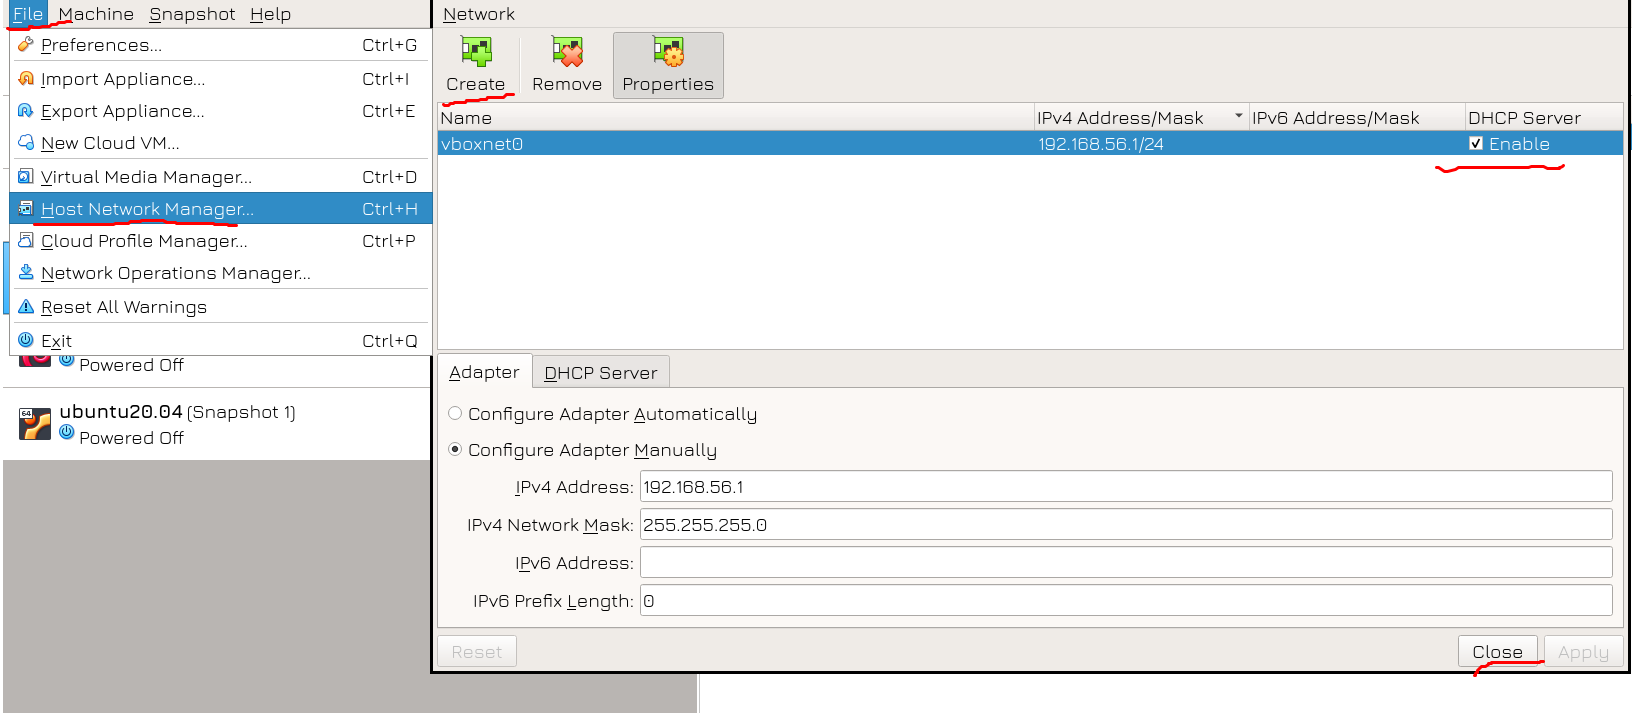 File Machine Snapshot Help
Preferences... Ctrl+G
Import Appliance... Ctrl+I
Export Appliance... Ctrl+E
New Cloud VM...
Virtual Media Manager... Ctrl+D
Host Network Manager... Ctrl+H
Cloud Profile Manager... Ctrl+P
Network Operations Manager...
Reset All Warnings
Exit Ctrl+Q
Powered Off
64
ubuntu20.04 (Snapshot 1)
Powered Off
Network
Create Remove Properties
Name IPv4 Address/Mask IPv6 Address/Mask DHCP Server
vboxnet0 192.168.56.1/24 Enable
Adapter DHCP Server
Configure Adapter Automatically
Configure Adapter Manually
IPv4 Address: 192.168.56.1
IPv4 Network Mask: 255.255.255.0
IPv6 Address:
IPv6 Prefix Length: 0
Reset Close Apply